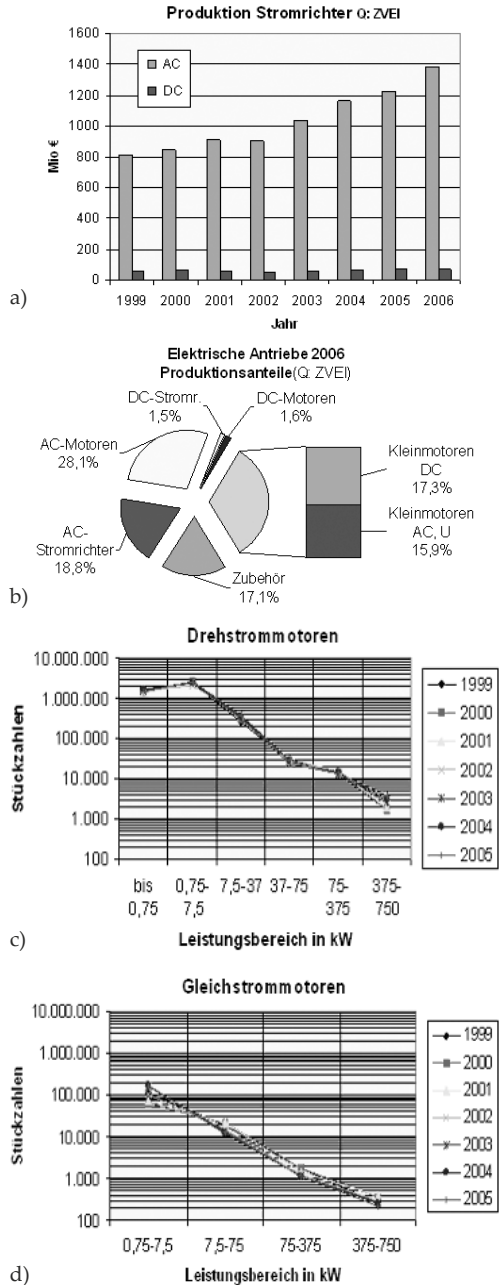 Produktion Stromrichter Q: ZVEI
1600
1400
1200
1000
800
600
400
200
0
Mio €
AC
DC
1999 2000 2001 2002 2003 2004 2005 2006
Jahr
a)
Elektrische Antriebe 2006
Produktionsanteile(Q: ZVEI)
DC-Stromr.
1,5%
DC-Motoren
1,6%
AC-Motoren
28,1%
Kleinmotoren
DC
17,3%
Kleinmotoren
AC, U
15,9%
AC-
Stromrichter
18,8%
Zubehör
17,1%
b)
Drehstrommotoren
10.000.000
1.000.000
100.000
10.000
1.000
100
Stückzahlen
bis 0,75- 7,5-37 37-75 75- 375-
0,75 7,5 375 750
Leistungsbereich in kW
1999
2000
2001
2002
2003
2004
2005
c)
Gleichstrommotoren
10.000.000
1.000.000
100.000
10.000
1.000
100
Stückzahlen
0,75-7,5 7,5-75 75-375 375-750
Leistungsbereich in kW
1999
2000
2001
2002
2003
2004
2005
d)